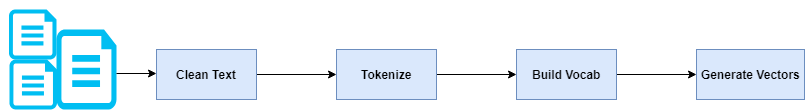 Clean Text
Tokenize
Build Vocab
Generate Vectors